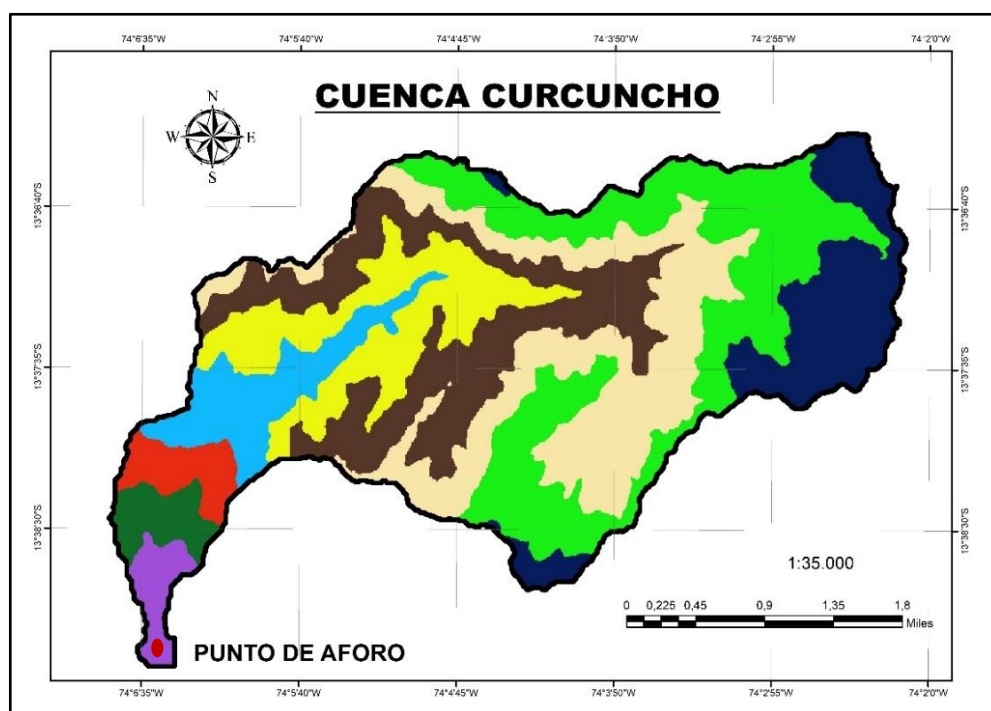 74°6'35"W 74°5'40"W 74°4'45"W 74°3'50"W 74°2'55"W 74°2'0"W
CUENCA CURCUNCHO
N
W E
S
13°36'40"S 13°36'40"S
13°37'35"S 13°37'35"S
13°38'30"S 13°38'30"S
1:35.000
0 0,225 0,45 0,9 1,35 1,8
Miles
PUNTO DE AFORO
74°6'35"W 74°5'40"W 74°4'45"W 74°3'50"W 74°2'55"W 74°2'0"W